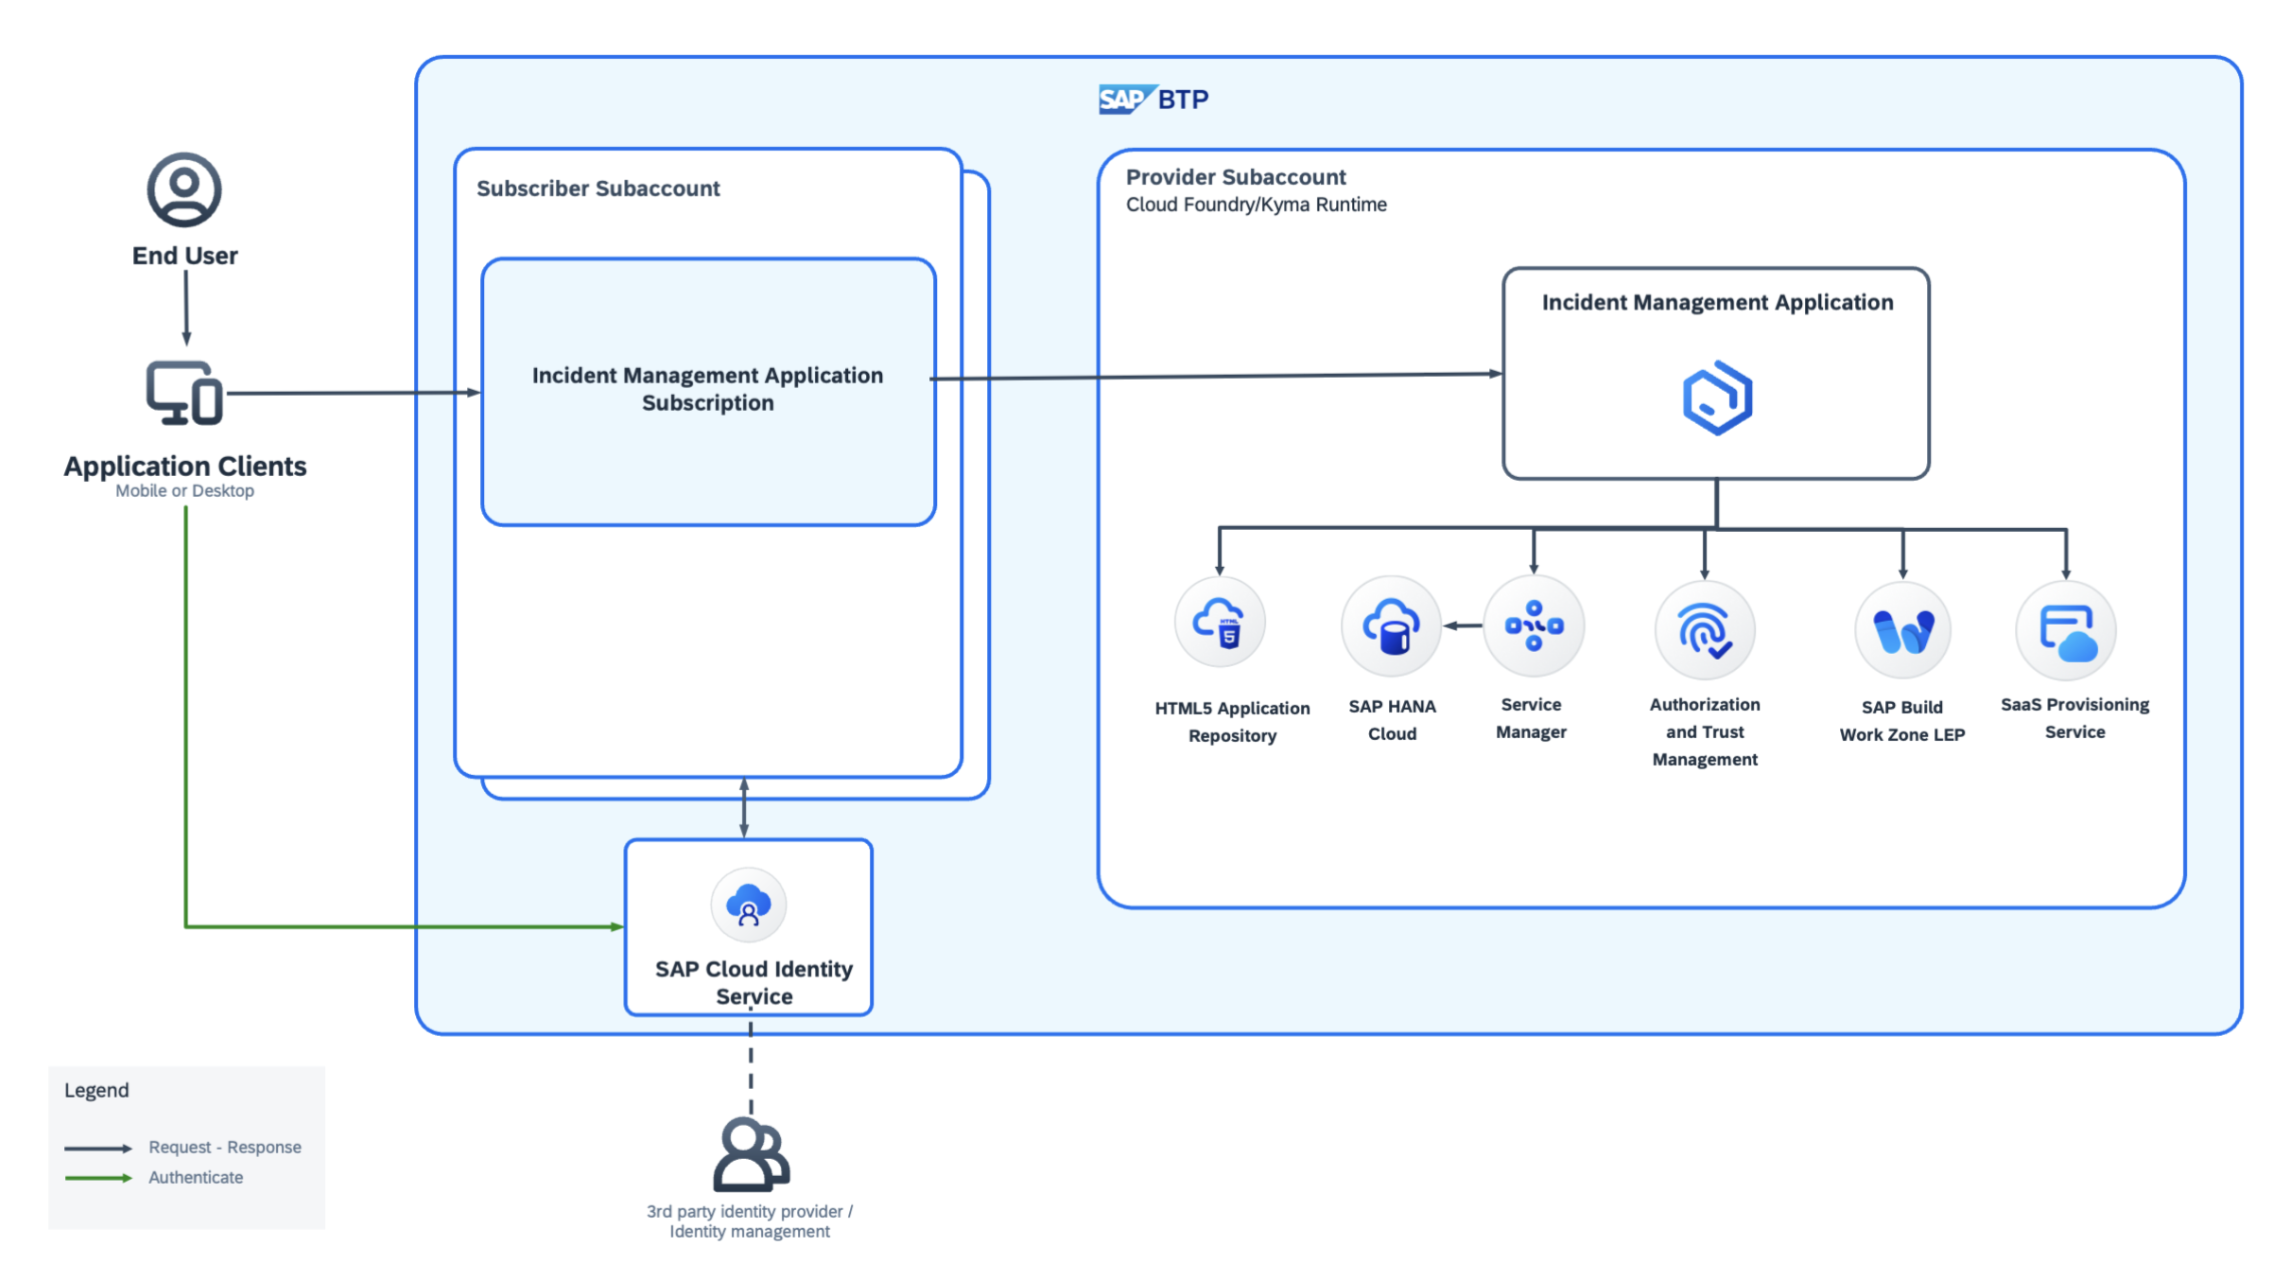 SAP BTP
End User
Application Clients
Mobile or Desktop
Subscriber Subaccount
Incident Management Application
Subscription
Provider Subaccount
Cloud Foundry/Kyma Runtime
Incident Management Application
HTML
5
HTML5 Application
Repository
SAP HANA
Cloud
Service
Manager
Authorization
and Trust
Management
SAP Build
Work Zone LEP
SaaS Provisioning
Service
SAP Cloud Identity
Service
3rd party identity provider /
Identity management
Legend
Request - Response
Authenticate